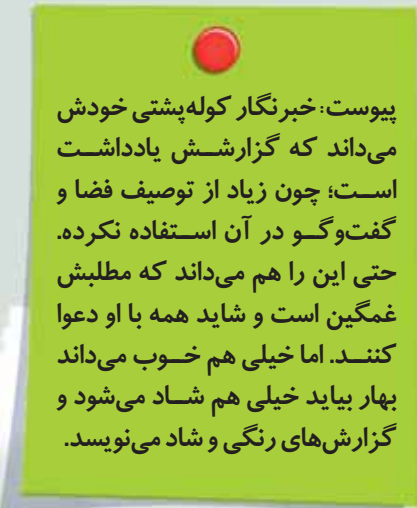 پیوست: خبرنگار کوله‌پشتی خودش
می‌داند که گزارشش یادداشت
است؛ چون زیاد از توصیف فضا و
گفت‌وگو در آن استفاده نکرده.
حتی این را هم می‌داند که مطلبش
غمگین است و شاید همه با او دعوا
کنند. اما خیلی هم خوب می‌داند
بهار بیاید خیلی هم شاد می‌شود و
گزارش‌های رنگی و شاد می‌نویسد.